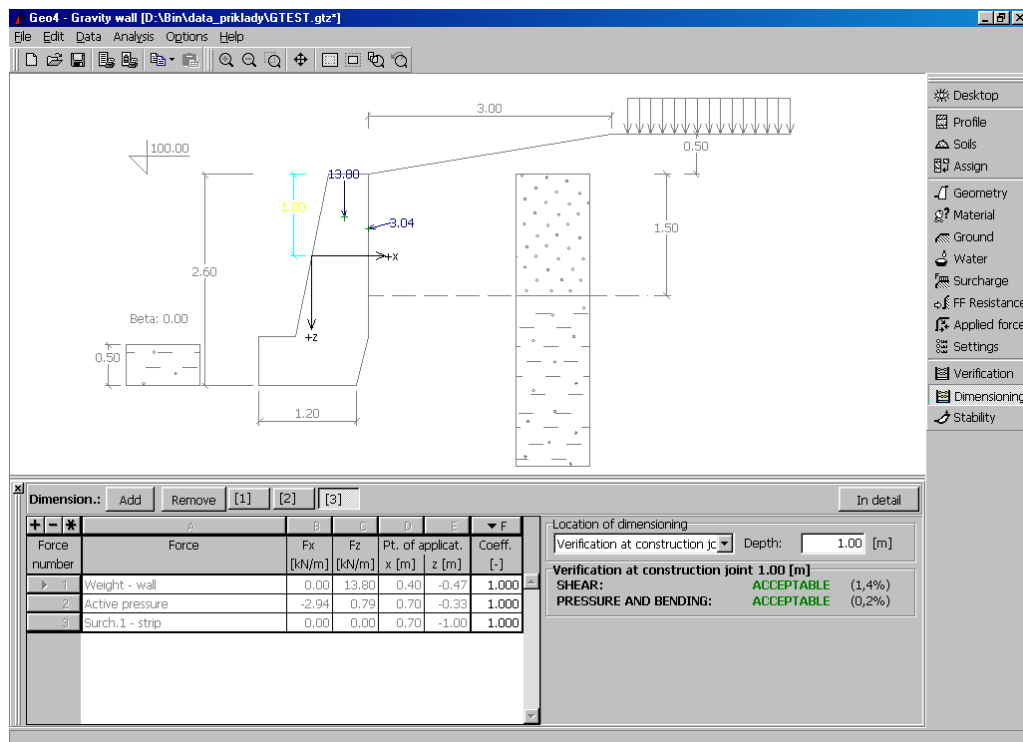 Geo4 - Gravity wall [D:\Bin\data_priklady\GTEST.gtz*]
File Edit Data Analysis Options Help
Desktop
Profile
Soils
Assign
Geometry
Material
Ground
Water
Surcharge
FF Resistance
Applied force
Settings
Verification
Dimensioning
Stability
3.00
100.00
0.50
13.80
1.00
3.04
1.50
+X
2.60
Beta: 0.00
+Z
0.50
1.20
Dimension.: Add Remove [1] [2] [3] In detail
A B C D E F
Force Force Fx Fz Pt. of applicat. Coeff.
number [kN/m] [kN/m] x [m] z [m] [-]
1 Weight - wall 0.00 13.80 0.40 -0.47 1.000
2 Active pressure -2.94 0.79 0.70 -0.33 1.000
3 Surch.1 - strip 0.00 0.00 0.70 -1.00 1.000
Location of dimensioning
Verification at construction jc Depth: 1.00 [m]
Verification at construction joint 1.00 [m]
SHEAR: ACCEPTABLE (1,4%)
PRESSURE AND BENDING: ACCEPTABLE (0,2%)